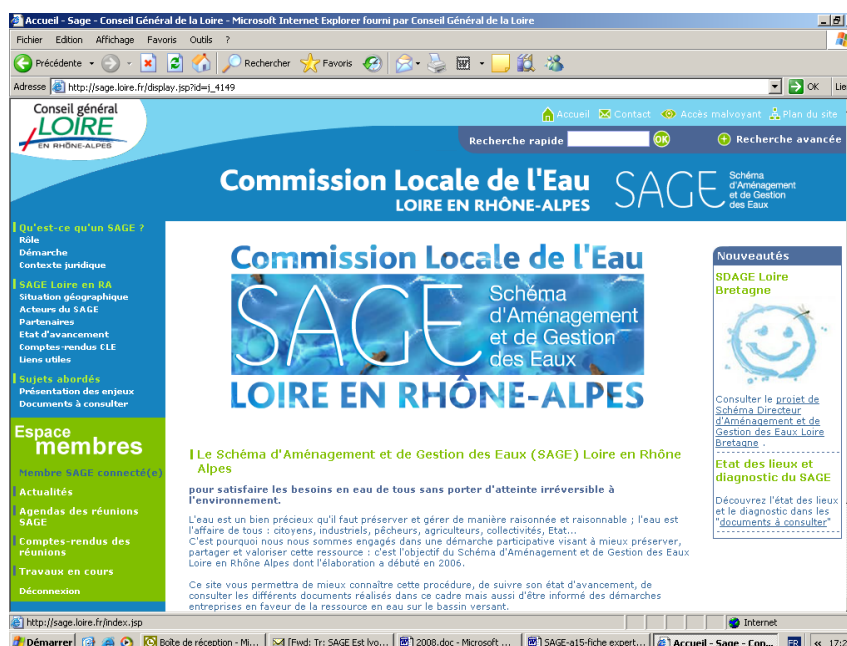 Accueil - Sage - Conseil Général de la Loire - Microsoft Internet Explorer fourni par Conseil Général de la Loire
Fichier Edition Affichage Favoris Outils ?
Précédente Rechercher Favoris
Adresse http://sage.loire.fr/display.jsp?id=j_4149 OK Lie
Conseil général
LOIRE
EN RHÔNE-ALPES
Accueil Contact Accès malvoyant Plan du site
Recherche rapide OK Recherche avancée
Commission Locale de l'Eau
LOIRE EN RHÔNE-ALPES
SAGE
Schéma
d'Aménagement
et de Gestion
des Eaux
Qu'est-ce qu'un SAGE ?
Rôle
Démarche
Contexte juridique
SAGE Loire en RA
Situation géographique
Acteurs du SAGE
Partenaires
Etat d'avancement
Comptes-rendus CLE
Liens utiles
Sujets abordés
Présentation des enjeux
Documents à consulter
Espace
membres
Membre SAGE connecté(e)
Actualités
Agendas des réunions
SAGE
Comptes-rendus des
réunions
Travaux en cours
Déconnexion
Commission Locale de l'Eau
SAGE
Schéma
d'Aménagement
et de Gestion
des Eaux
LOIRE EN RHÔNE-ALPES
Le Schéma d'Aménagement et de Gestion des Eaux (SAGE) Loire en Rhône
Alpes
pour satisfaire les besoins en eau de tous sans porter d'atteinte irréversible à
l'environnement.
L'eau est un bien précieux qu'il faut préserver et gérer de manière raisonnée et raisonnable ; l'eau est
l'affaire de tous : citoyens, industriels, pêcheurs, agriculteurs, collectivités, Etat...
C'est pourquoi nous nous sommes engagés dans une démarche participative visant à mieux préserver,
partager et valoriser cette ressource : c'est l'objectif du Schéma d'Aménagement et de Gestion des Eaux
Loire en Rhône Alpes dont l'élaboration a débuté en 2006.
Ce site vous permettra de mieux connaître cette procédure, de suivre son état d'avancement, de
consulter les différents documents réalisés dans ce cadre mais aussi d'être informé des démarches
entreprises en faveur de la ressource en eau sur le bassin versant.
Nouveautés
SDAGE Loire
Bretagne
Consulter le projet de
Schéma Directeur
d'Aménagement et de
Gestion des Eaux Loire
Bretagne .
Etat des lieux et
diagnostic du SAGE
Découvrez l'état des lieux
et le diagnostic dans les
"documents à consulter"
http://sage.loire.fr/index.jsp Internet
Démarrer Boîte de réception - Mi... [Fwd: Tr: SAGE Est lyo... 2008.doc - Microsoft ... SAGE-a15-fiche expert... Accueil - Sage - Con... FR « 17:2